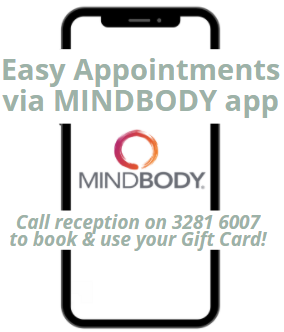 Easy Appointments
via MINDBODY app
MINDBODY
Call reception on 3281 6007
to book & use your Gift Card!